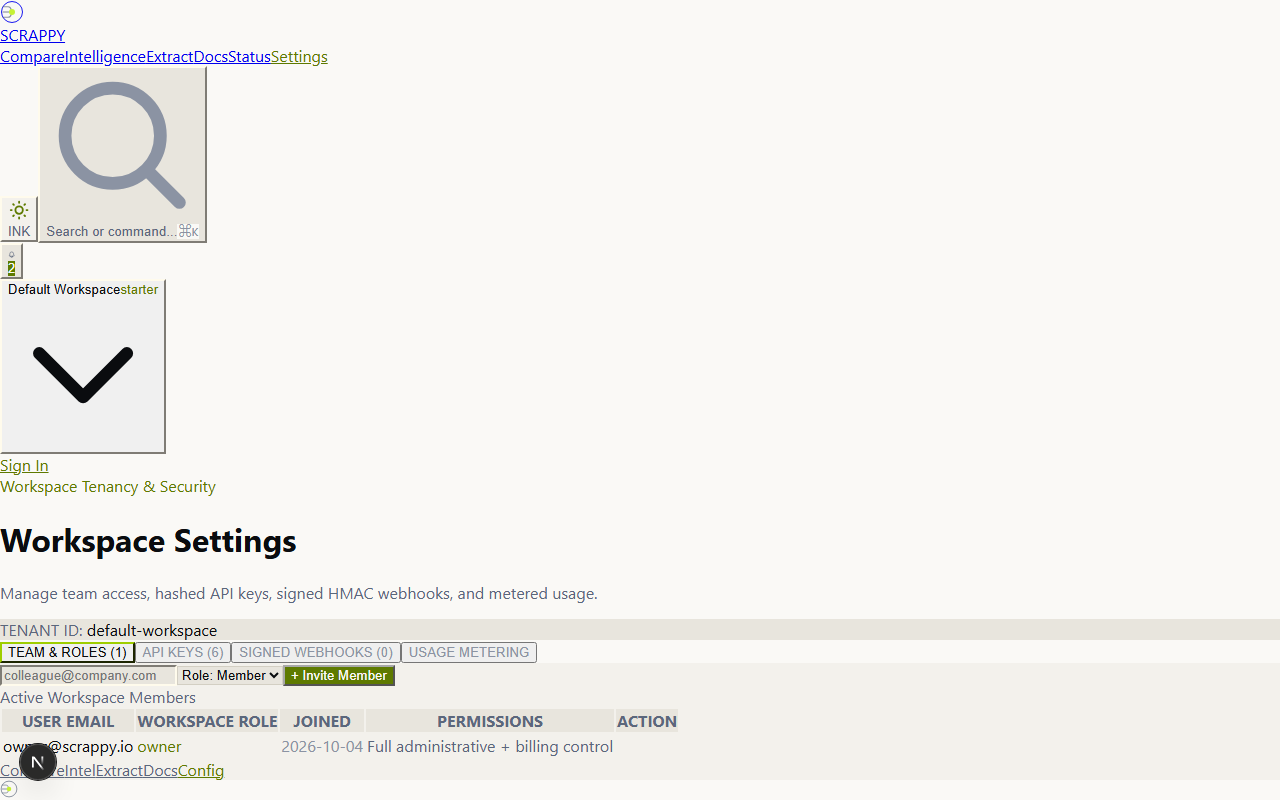 SCRAPPY
CompareIntelligenceExtractDocsStatusSettings
INK
Search or command...⌘K
2
Default Workspacestarter
Sign In
Workspace Tenancy & Security
Workspace Settings
Manage team access, hashed API keys, signed HMAC webhooks, and metered usage.
TENANT ID: default-workspace
TEAM & ROLES (1) API KEYS (6) SIGNED WEBHOOKS (0) USAGE METERING
colleague@company.com Role: Member + Invite Member
Active Workspace Members
USER EMAIL WORKSPACE ROLE JOINED PERMISSIONS ACTION
owner@scrappy.io owner 2026-10-04 Full administrative + billing control
N
CompareIntelExtractDocsConfig